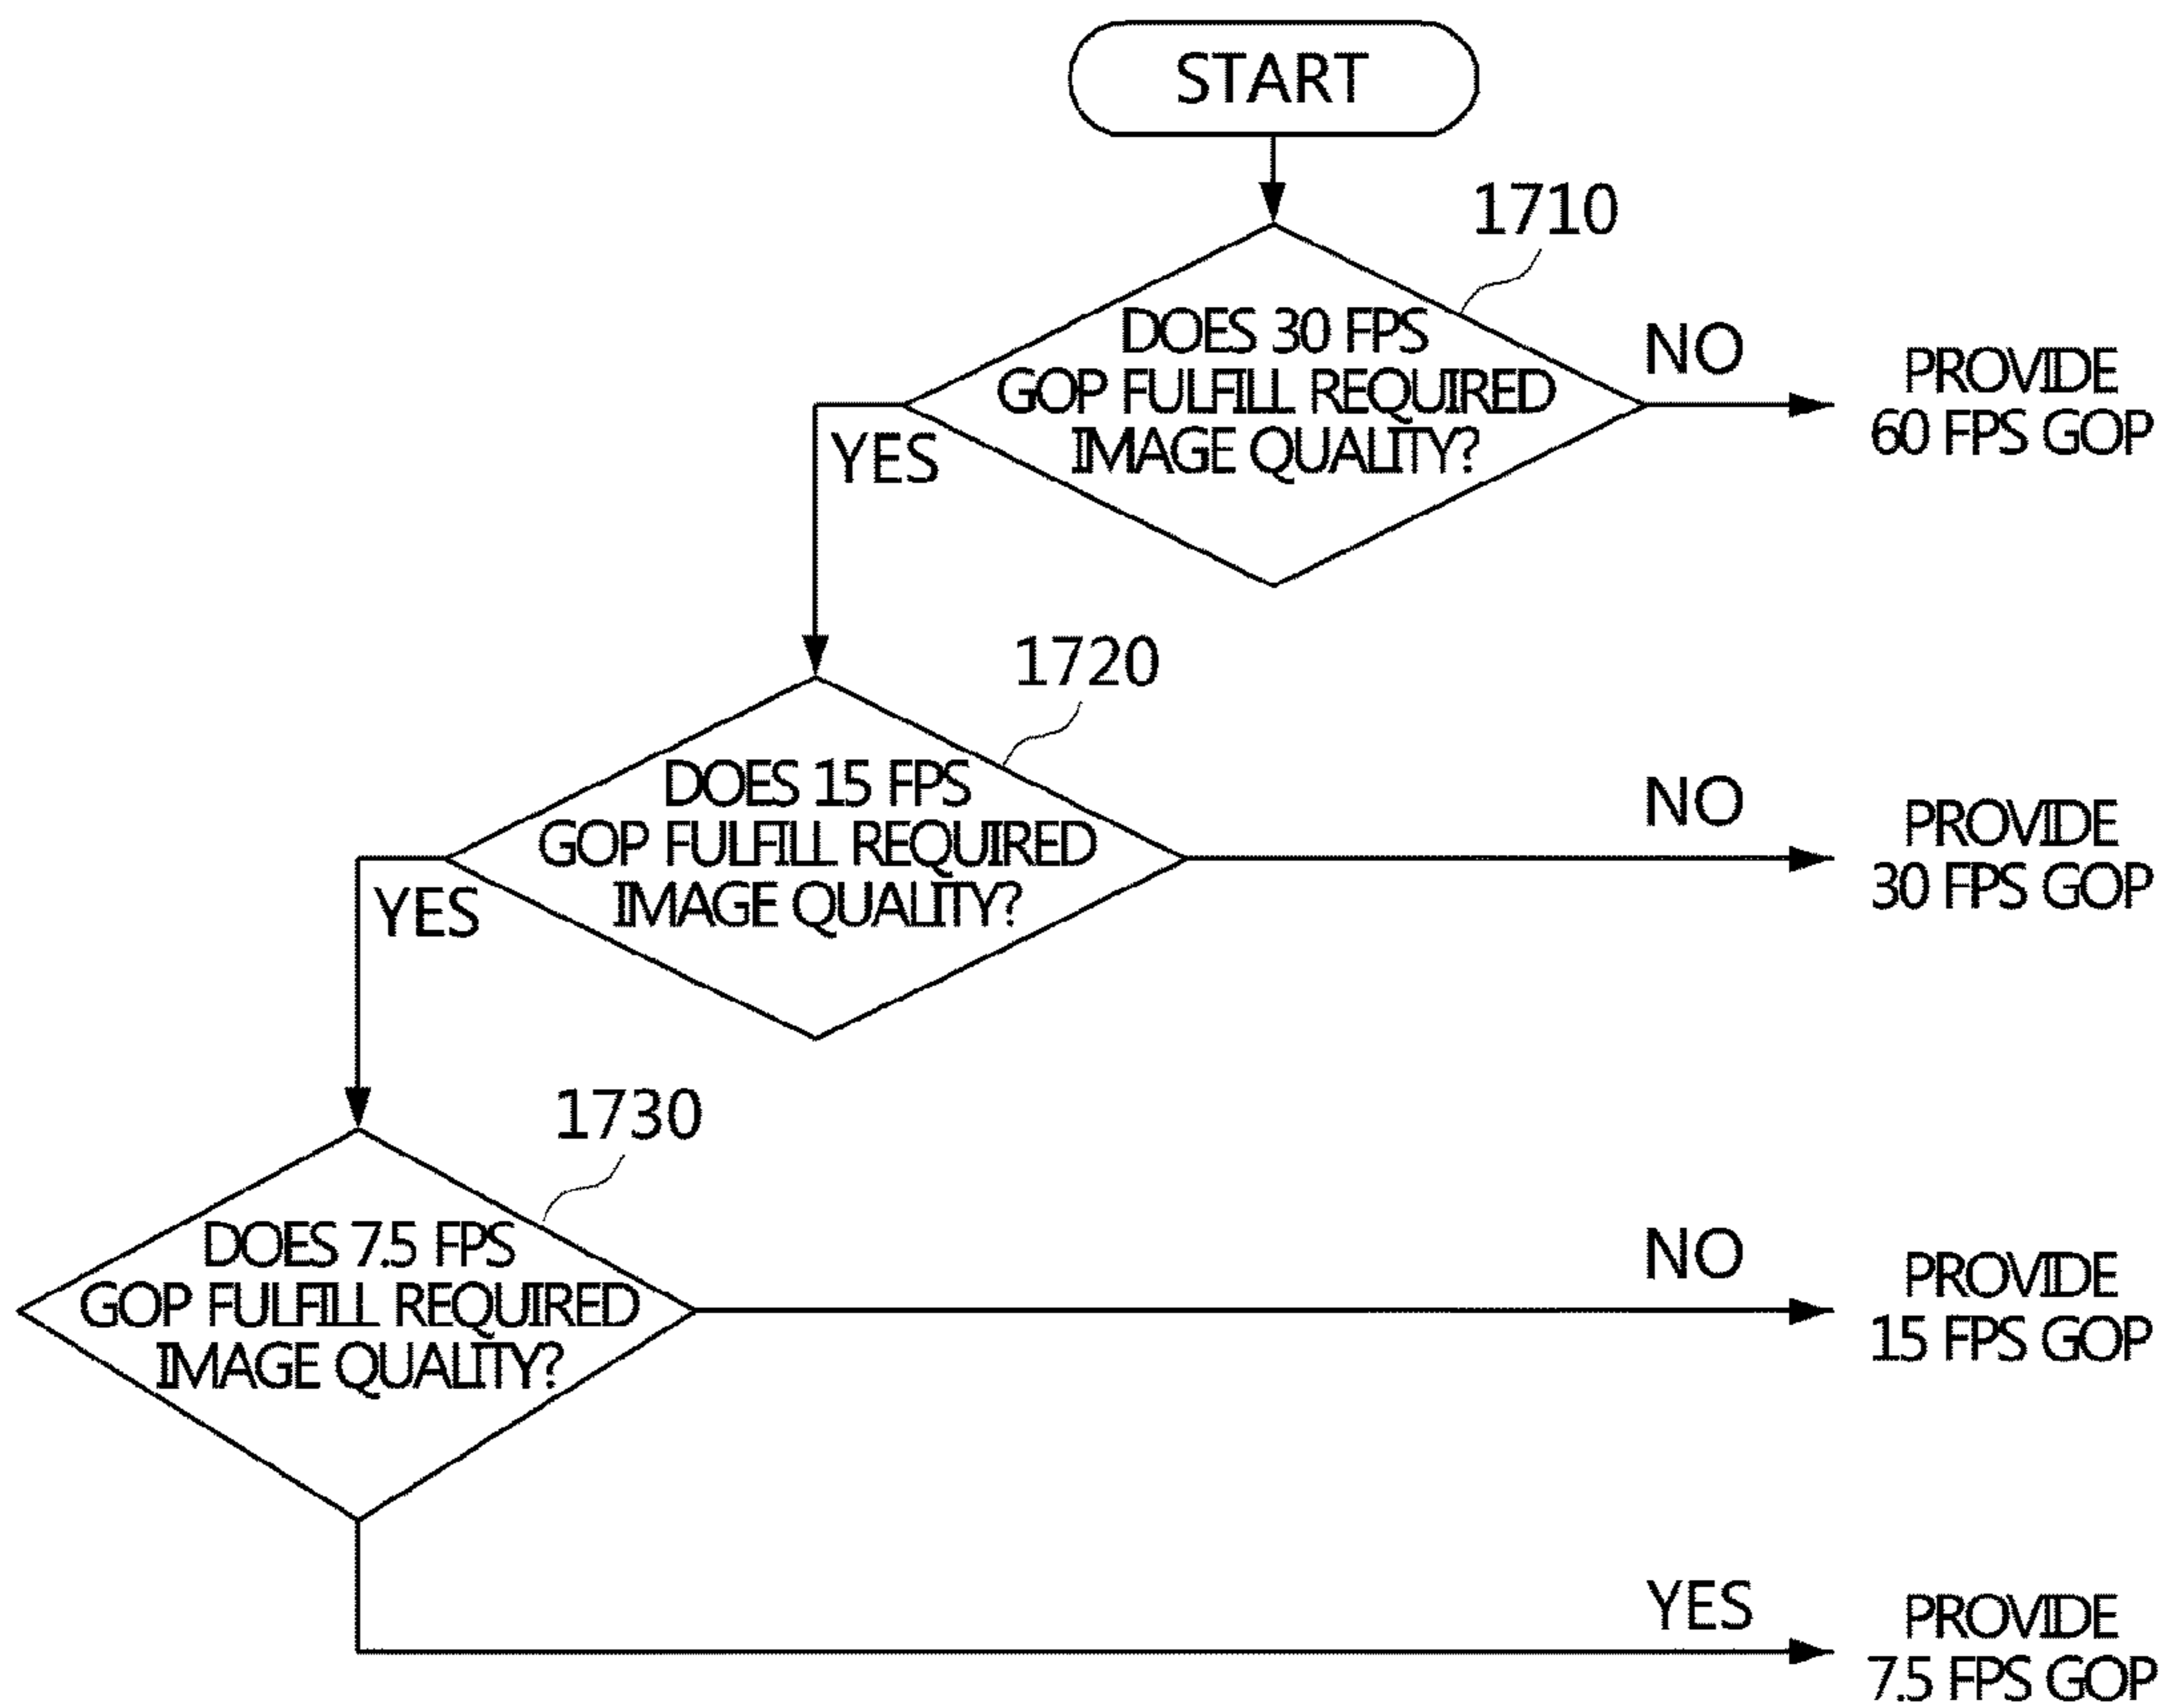 START
1710
DOES 30 FPS
GOP FULFILL REQUIRED
IMAGE QUALITY?
NO
PROVIDE
60 FPS GOP
YES
1720
DOES 15 FPS
GOP FULFILL REQUIRED
IMAGE QUALITY?
NO
PROVIDE
30 FPS GOP
YES
1730
DOES 7.5 FPS
GOP FULFILL REQUIRED
IMAGE QUALITY?
NO
PROVIDE
15 FPS GOP
YES
PROVIDE
7.5 FPS GOP